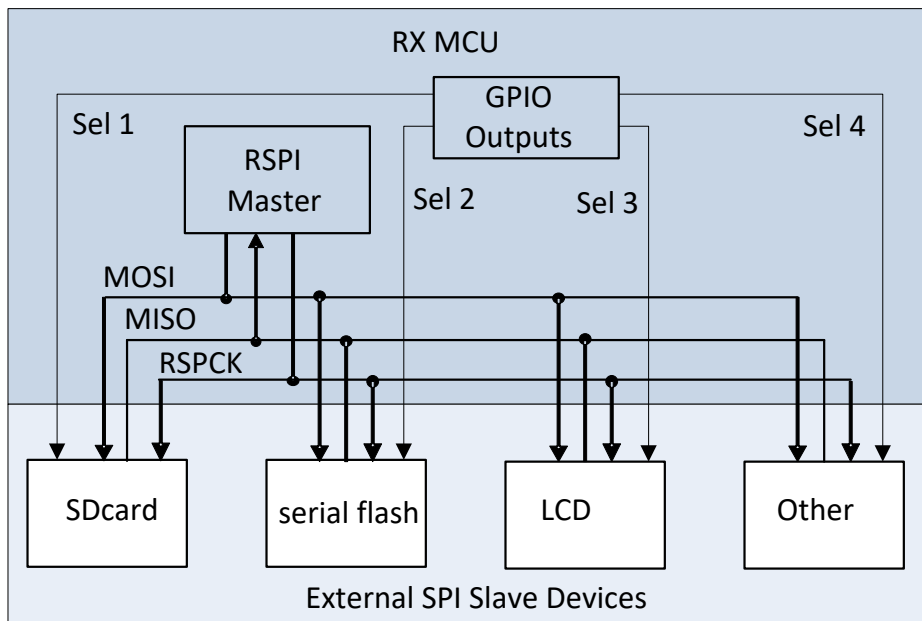 RX MCU
GPIO
Outputs
Sel 1
Sel 4
RSPI
Master
Sel 2
Sel 3
MOSI
MISO
RSPCK
SDcard
serial flash
LCD
Other
External SPI Slave Devices